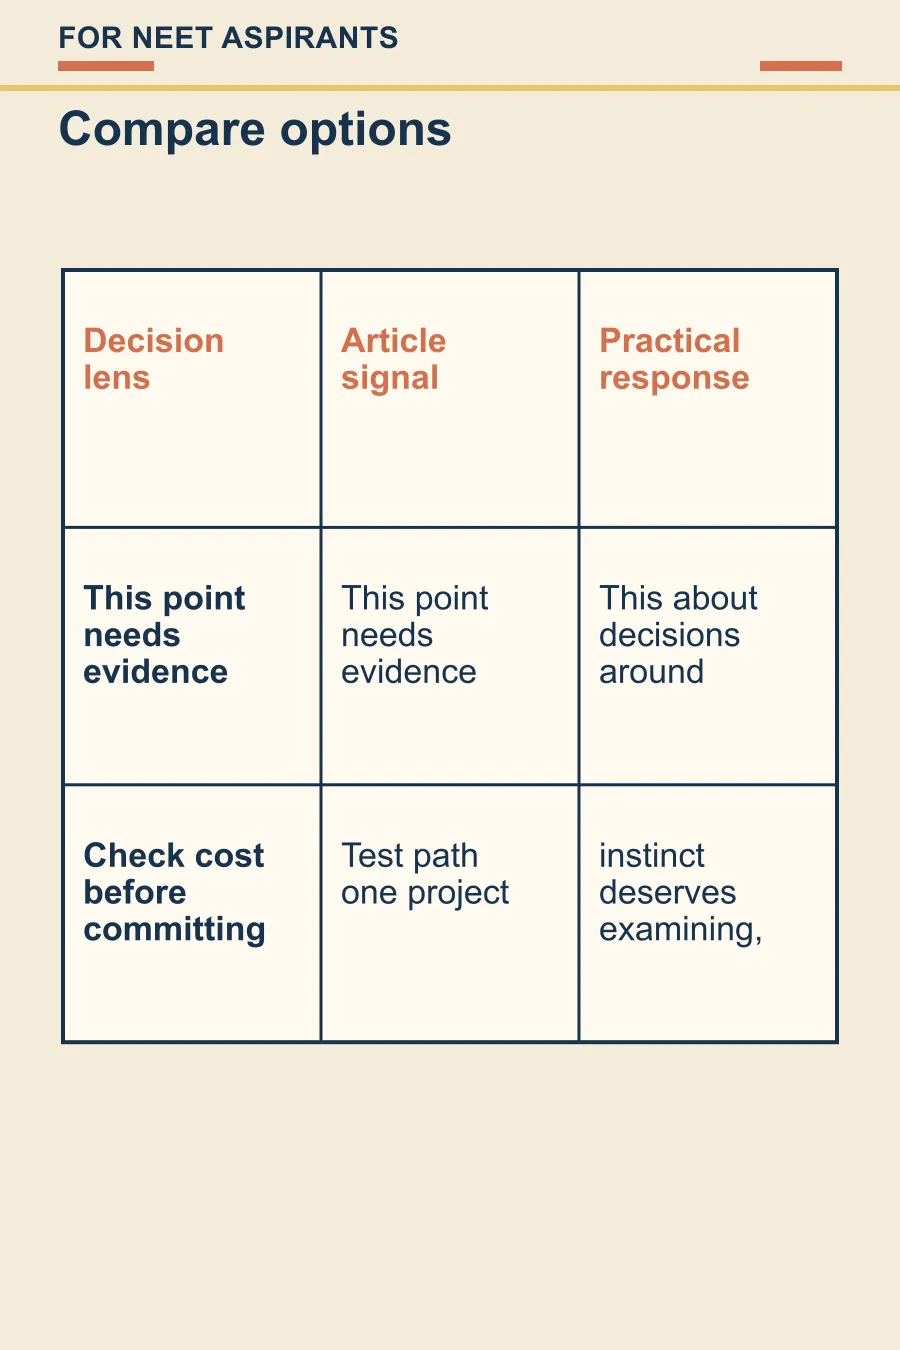 FOR NEET ASPIRANTS
Compare options
Decision
lens
Article
signal
Practical
response
This point
needs
evidence
This point
needs
evidence
This about
decisions
around
Check cost
before
committing
Test path
one project
instinct
deserves
examining,